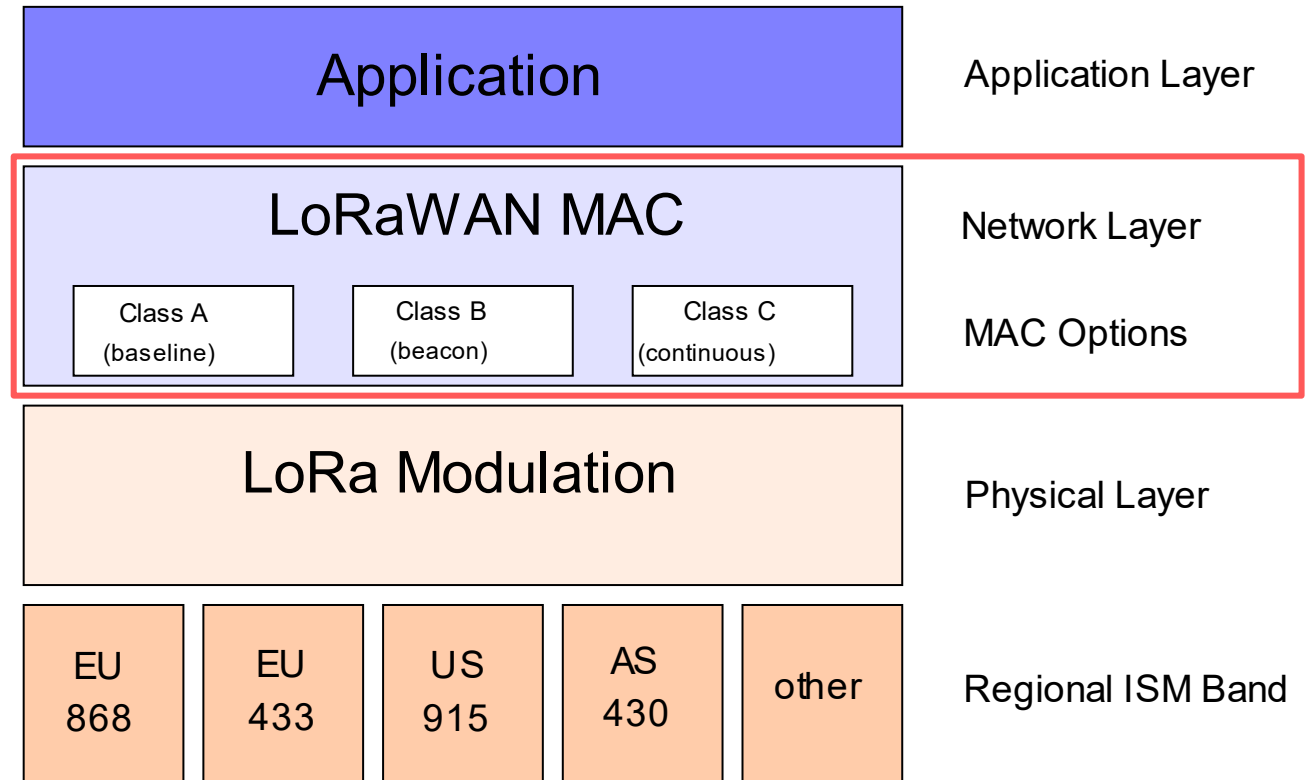 Application
Application Layer
LoRaWAN MAC
Network Layer
Class A
(baseline)
Class B
(beacon)
Class C
(continuous)
MAC Options
LoRa Modulation
Physical Layer
EU
868
EU
433
US
915
AS
430
other
Regional ISM Band